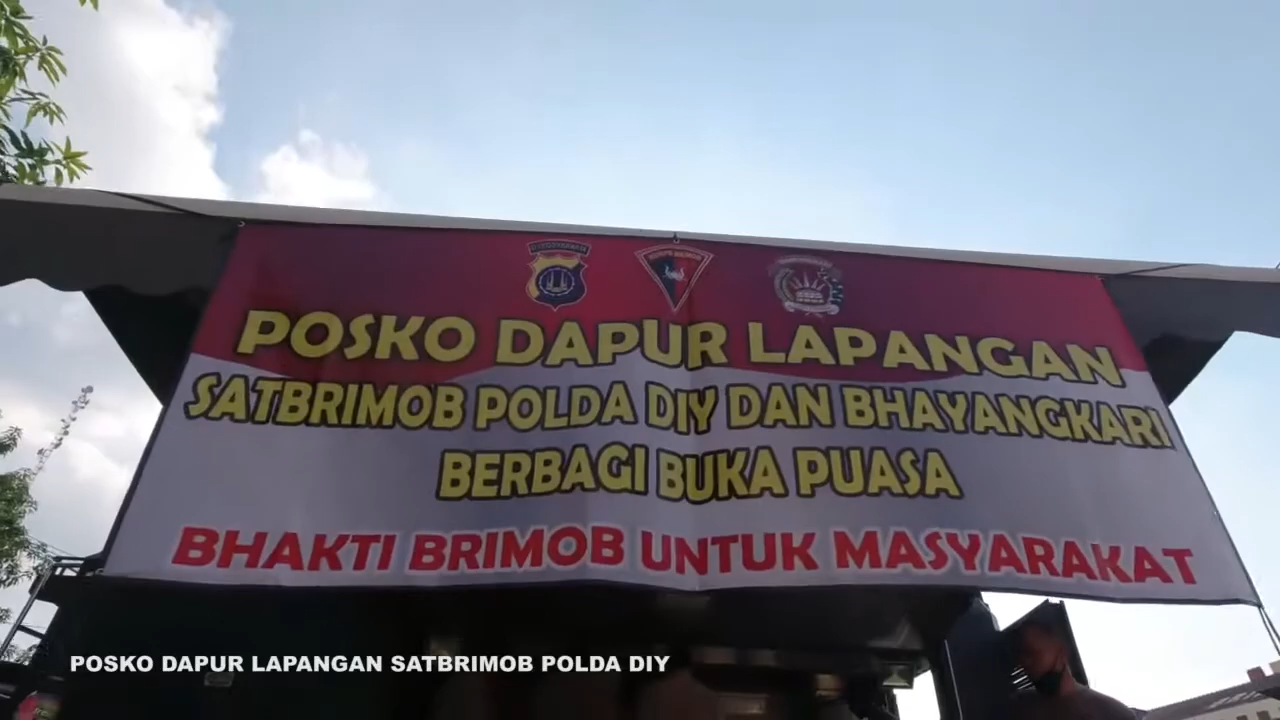 POSKO DAPUR LAPANGAN
SATBRIMOB POLDA DIY DAN BHAYANGKARI
BERBAGI BUKA PUASA
BHAKTI BRIMOB UNTUK MASYARAKAT
POSKO DAPUR LAPANGAN SATBRIMOB POLDA DIY